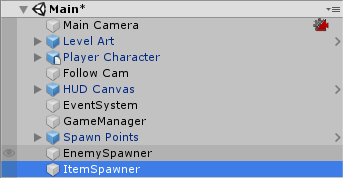 Main*
Main Camera
Level Art
Player Character
Follow Cam
HUD Canvas
EventSystem
GameManager
Spawn Points
EnemySpawner
ItemSpawner